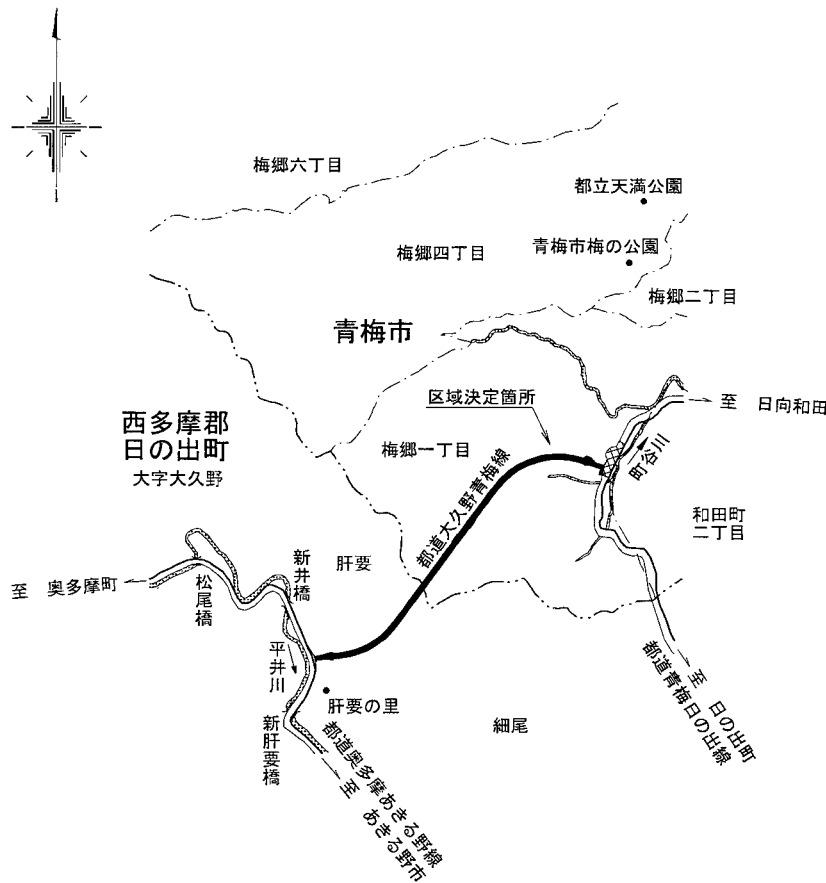 梅郷六丁目
都立天満公園
梅郷四丁目
青梅市梅の公園
梅郷二丁目
青梅市
区域決定箇所
至 日向和田
西多摩郡
日の出町
大字大久野
梅郷一丁目
町谷川
都道大久野青梅線
和田町
二丁目
新井橋
肝要
至 奥多摩町
松尾橋
平井川
肝要の里
新肝要橋
細尾
至 日の出町
都道青梅日の出線
都道奥多摩あきる野線
至 あきる野市